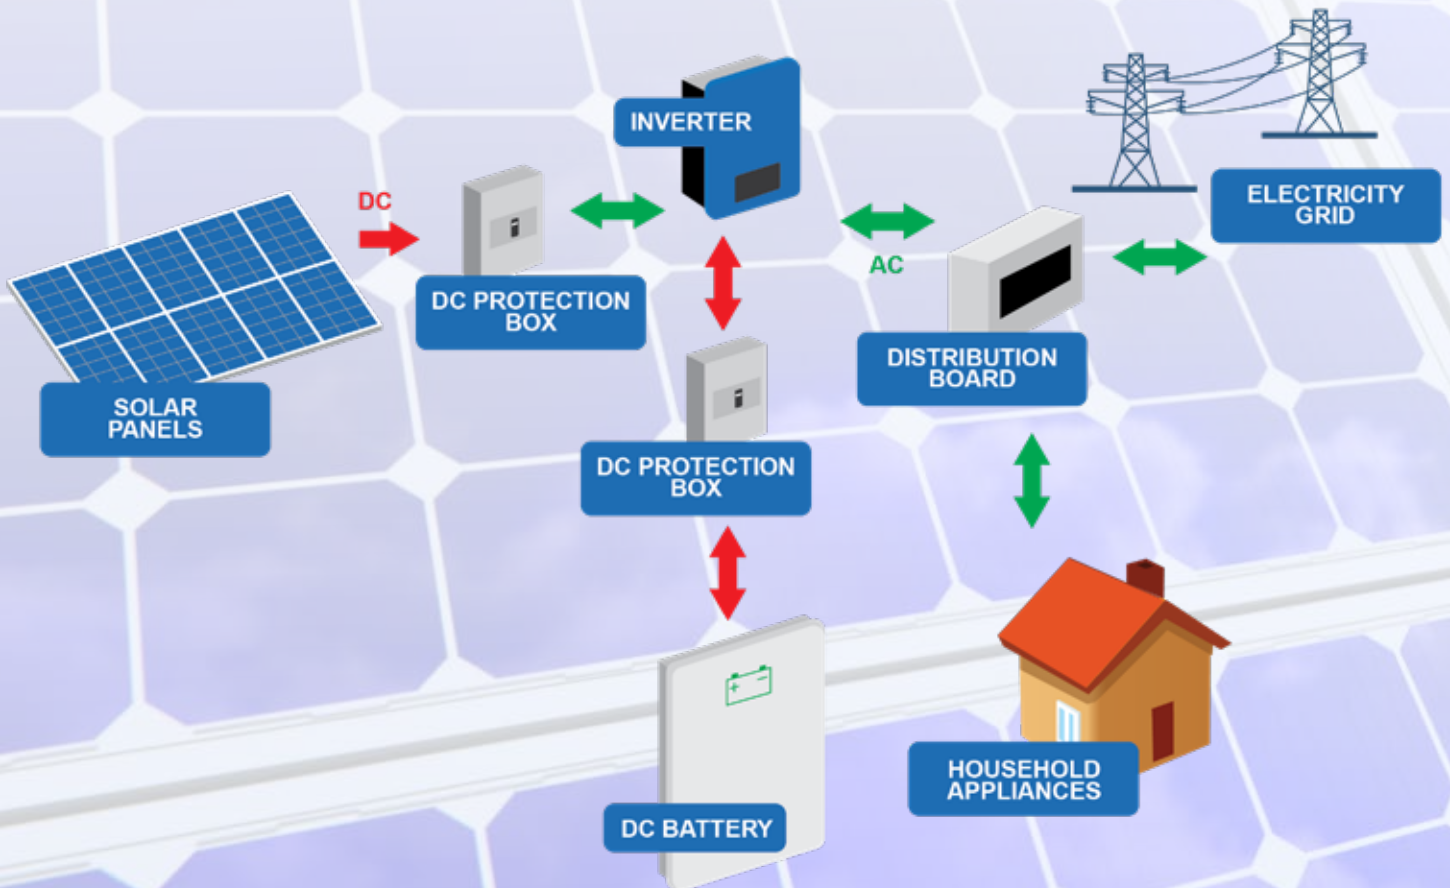 INVERTER
ELECTRICITY
GRID
DC
DC PROTECTION
BOX
AC
DISTRIBUTION
BOARD
SOLAR
PANELS
DC PROTECTION
BOX
HOUSEHOLD
APPLIANCES
DC BATTERY